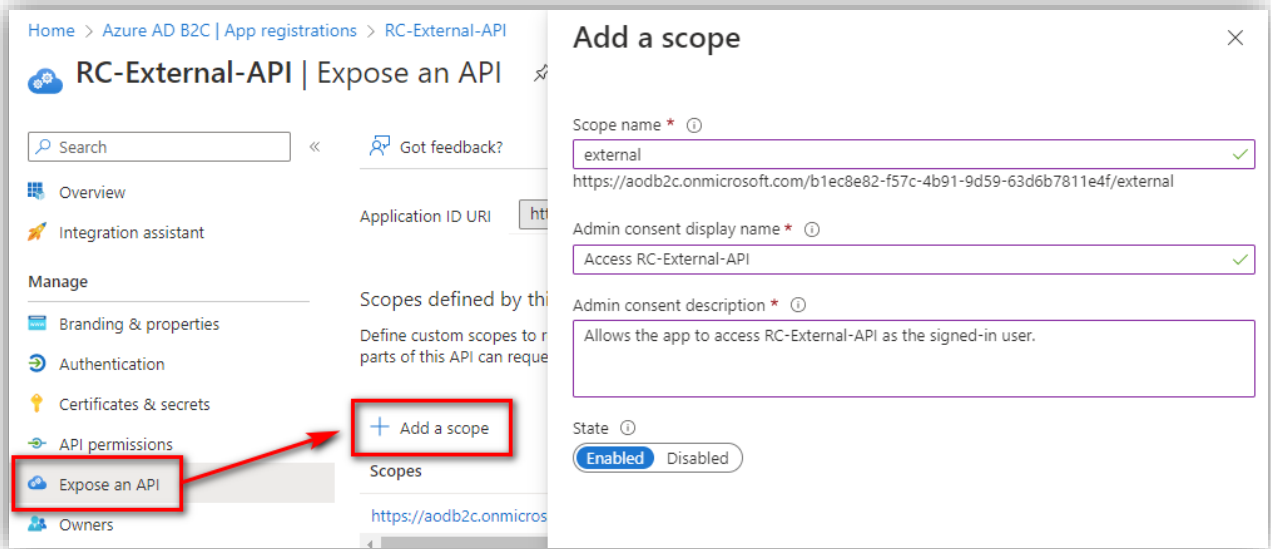 Home > Azure AD B2C | App registrations > RC-External-API
RC-External-API | Expose an API
Search
«
Overview
Integration assistant
Manage
Branding & properties
Authentication
Certificates & secrets
API permissions
Expose an API
Owners
Got feedback?
Application ID URI
htt
Scopes defined by thi
Define custom scopes to r
parts of this API can reque
+ Add a scope
Scopes
https://aodb2c.onmicros
Add a scope
Scope name *
external
https://aodb2c.onmicrosoft.com/b1ec8e82-f57c-4b91-9d59-63d6b7811e4f/external
Admin consent display name *
Access RC-External-API
Admin consent description *
Allows the app to access RC-External-API as the signed-in user.
State
Enabled Disabled